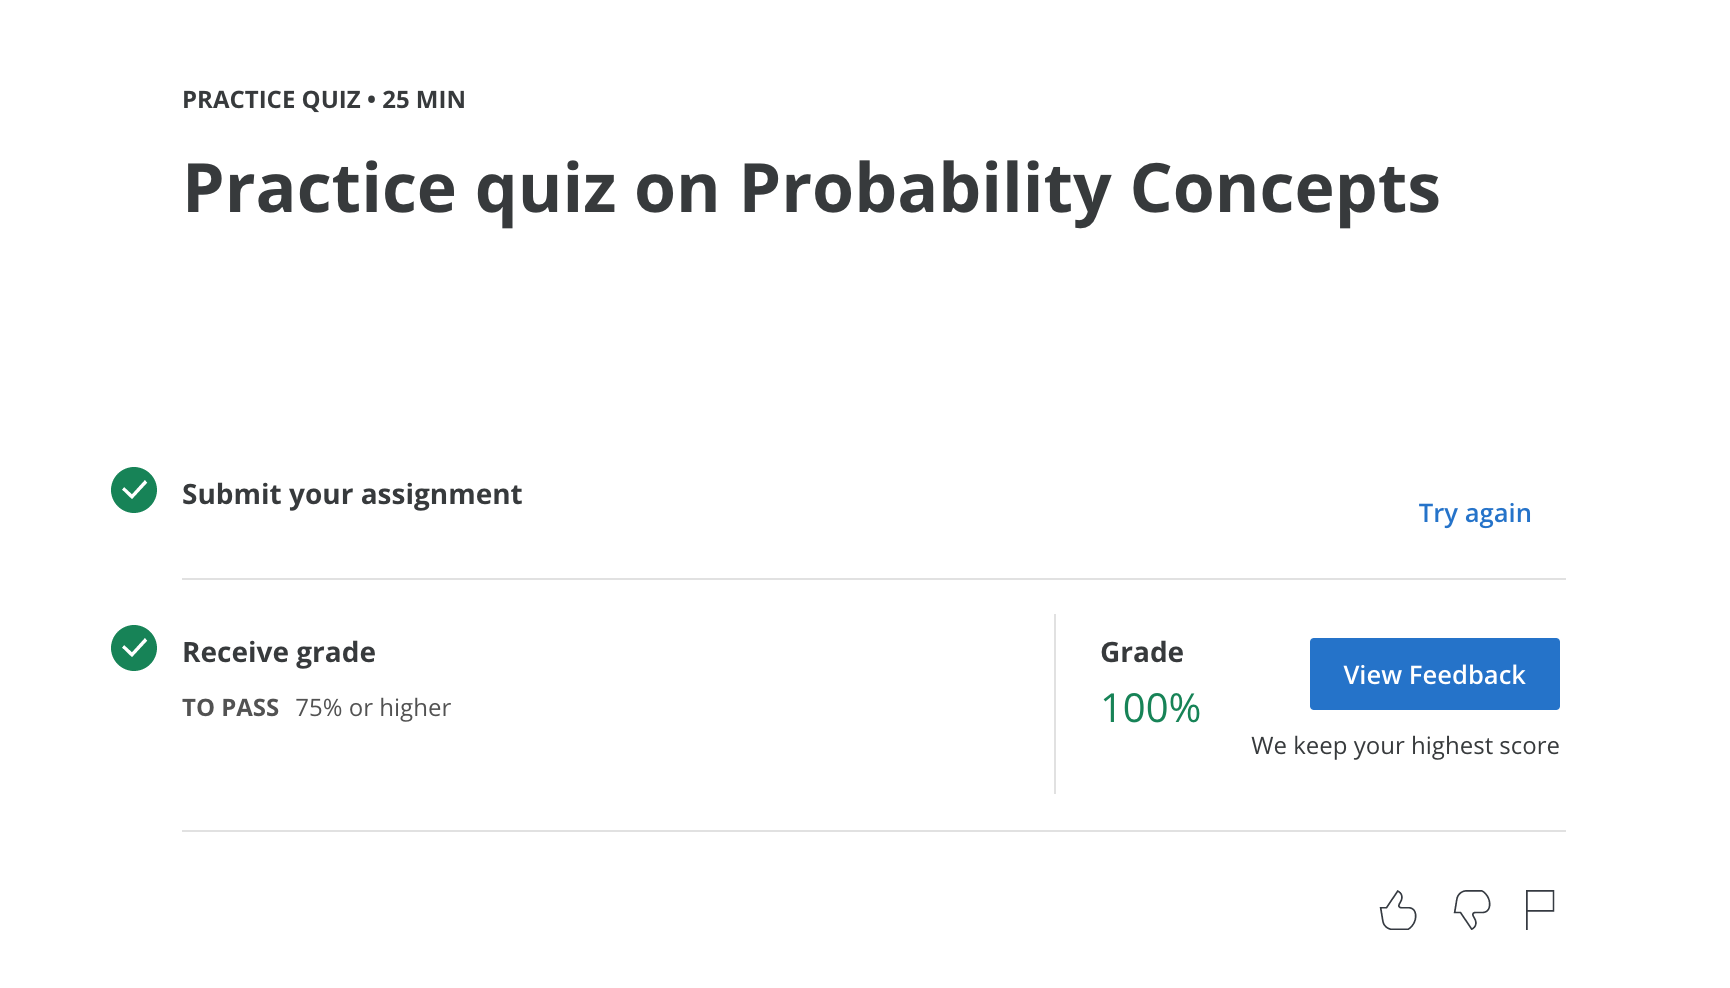 PRACTICE QUIZ • 25 MIN
Practice quiz on Probability Concepts
Submit your assignment
Try again
Receive grade
TO PASS 75% or higher
Grade
100%
View Feedback
We keep your highest score